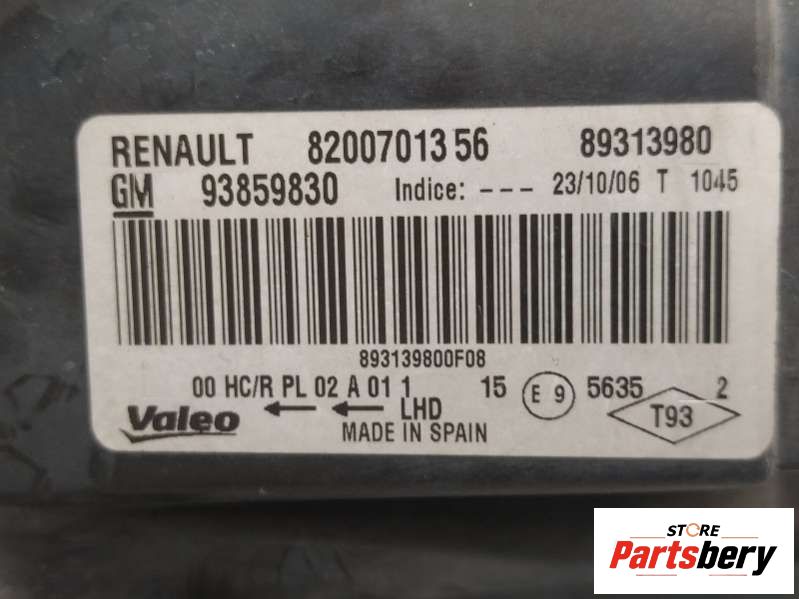 RENAULT 8200701356 89313980
GM 93859830 Indice: --- 23/10/06 T 1045
893139800F08
00 HC/R PL 02 A 01 1 15 E 9 5635 2
Valeo LHD T93
MADE IN SPAIN
STORE
Partsbery